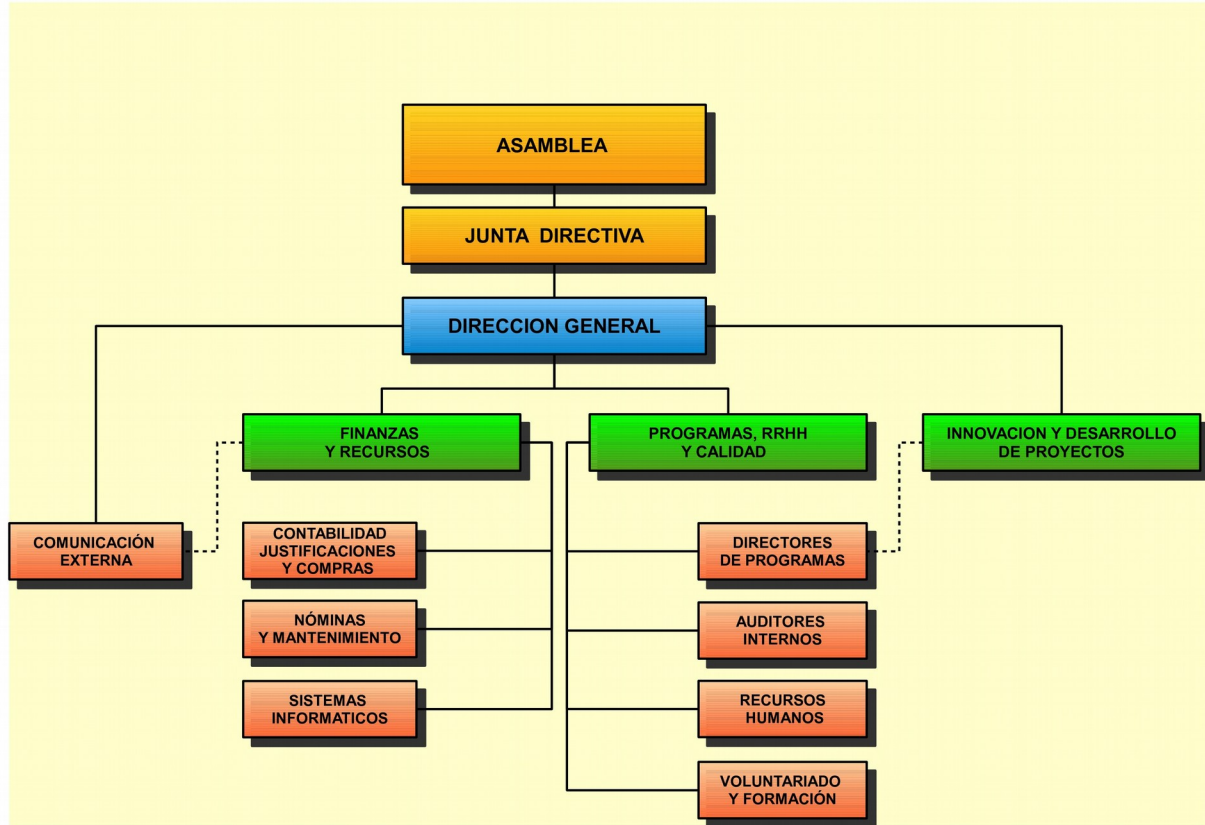 ASAMBLEA
JUNTA DIRECTIVA
DIRECCION GENERAL
FINANZAS
Y RECURSOS
PROGRAMAS, RRHH
Y CALIDAD
INNOVACION Y DESARROLLO
DE PROYECTOS
COMUNICACIÓN
EXTERNA
CONTABILIDAD
JUSTIFICACIONES
Y COMPRAS
NÓMINAS
Y MANTENIMIENTO
SISTEMAS
INFORMATICOS
DIRECTORES
DE PROGRAMAS
AUDITORES
INTERNOS
RECURSOS
HUMANOS
VOLUNTARIADO
Y FORMACIÓN